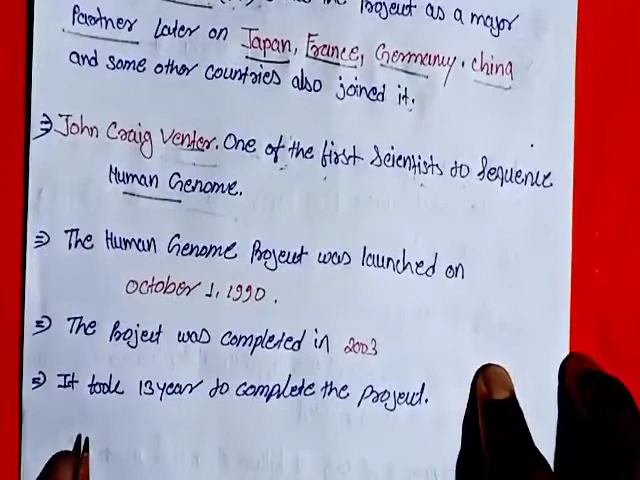 the Project as a major
Partner later on Japan, France, Germany. China
and some other countries also joined it.
⇒ John Craig Venter. One of the first Scientists to Sequence
Human Genome.
⇒ The Human Genome Project was launched on
October 1, 1990.
⇒ The Project was completed in 2003
⇒ It took 13 year to complete the project.